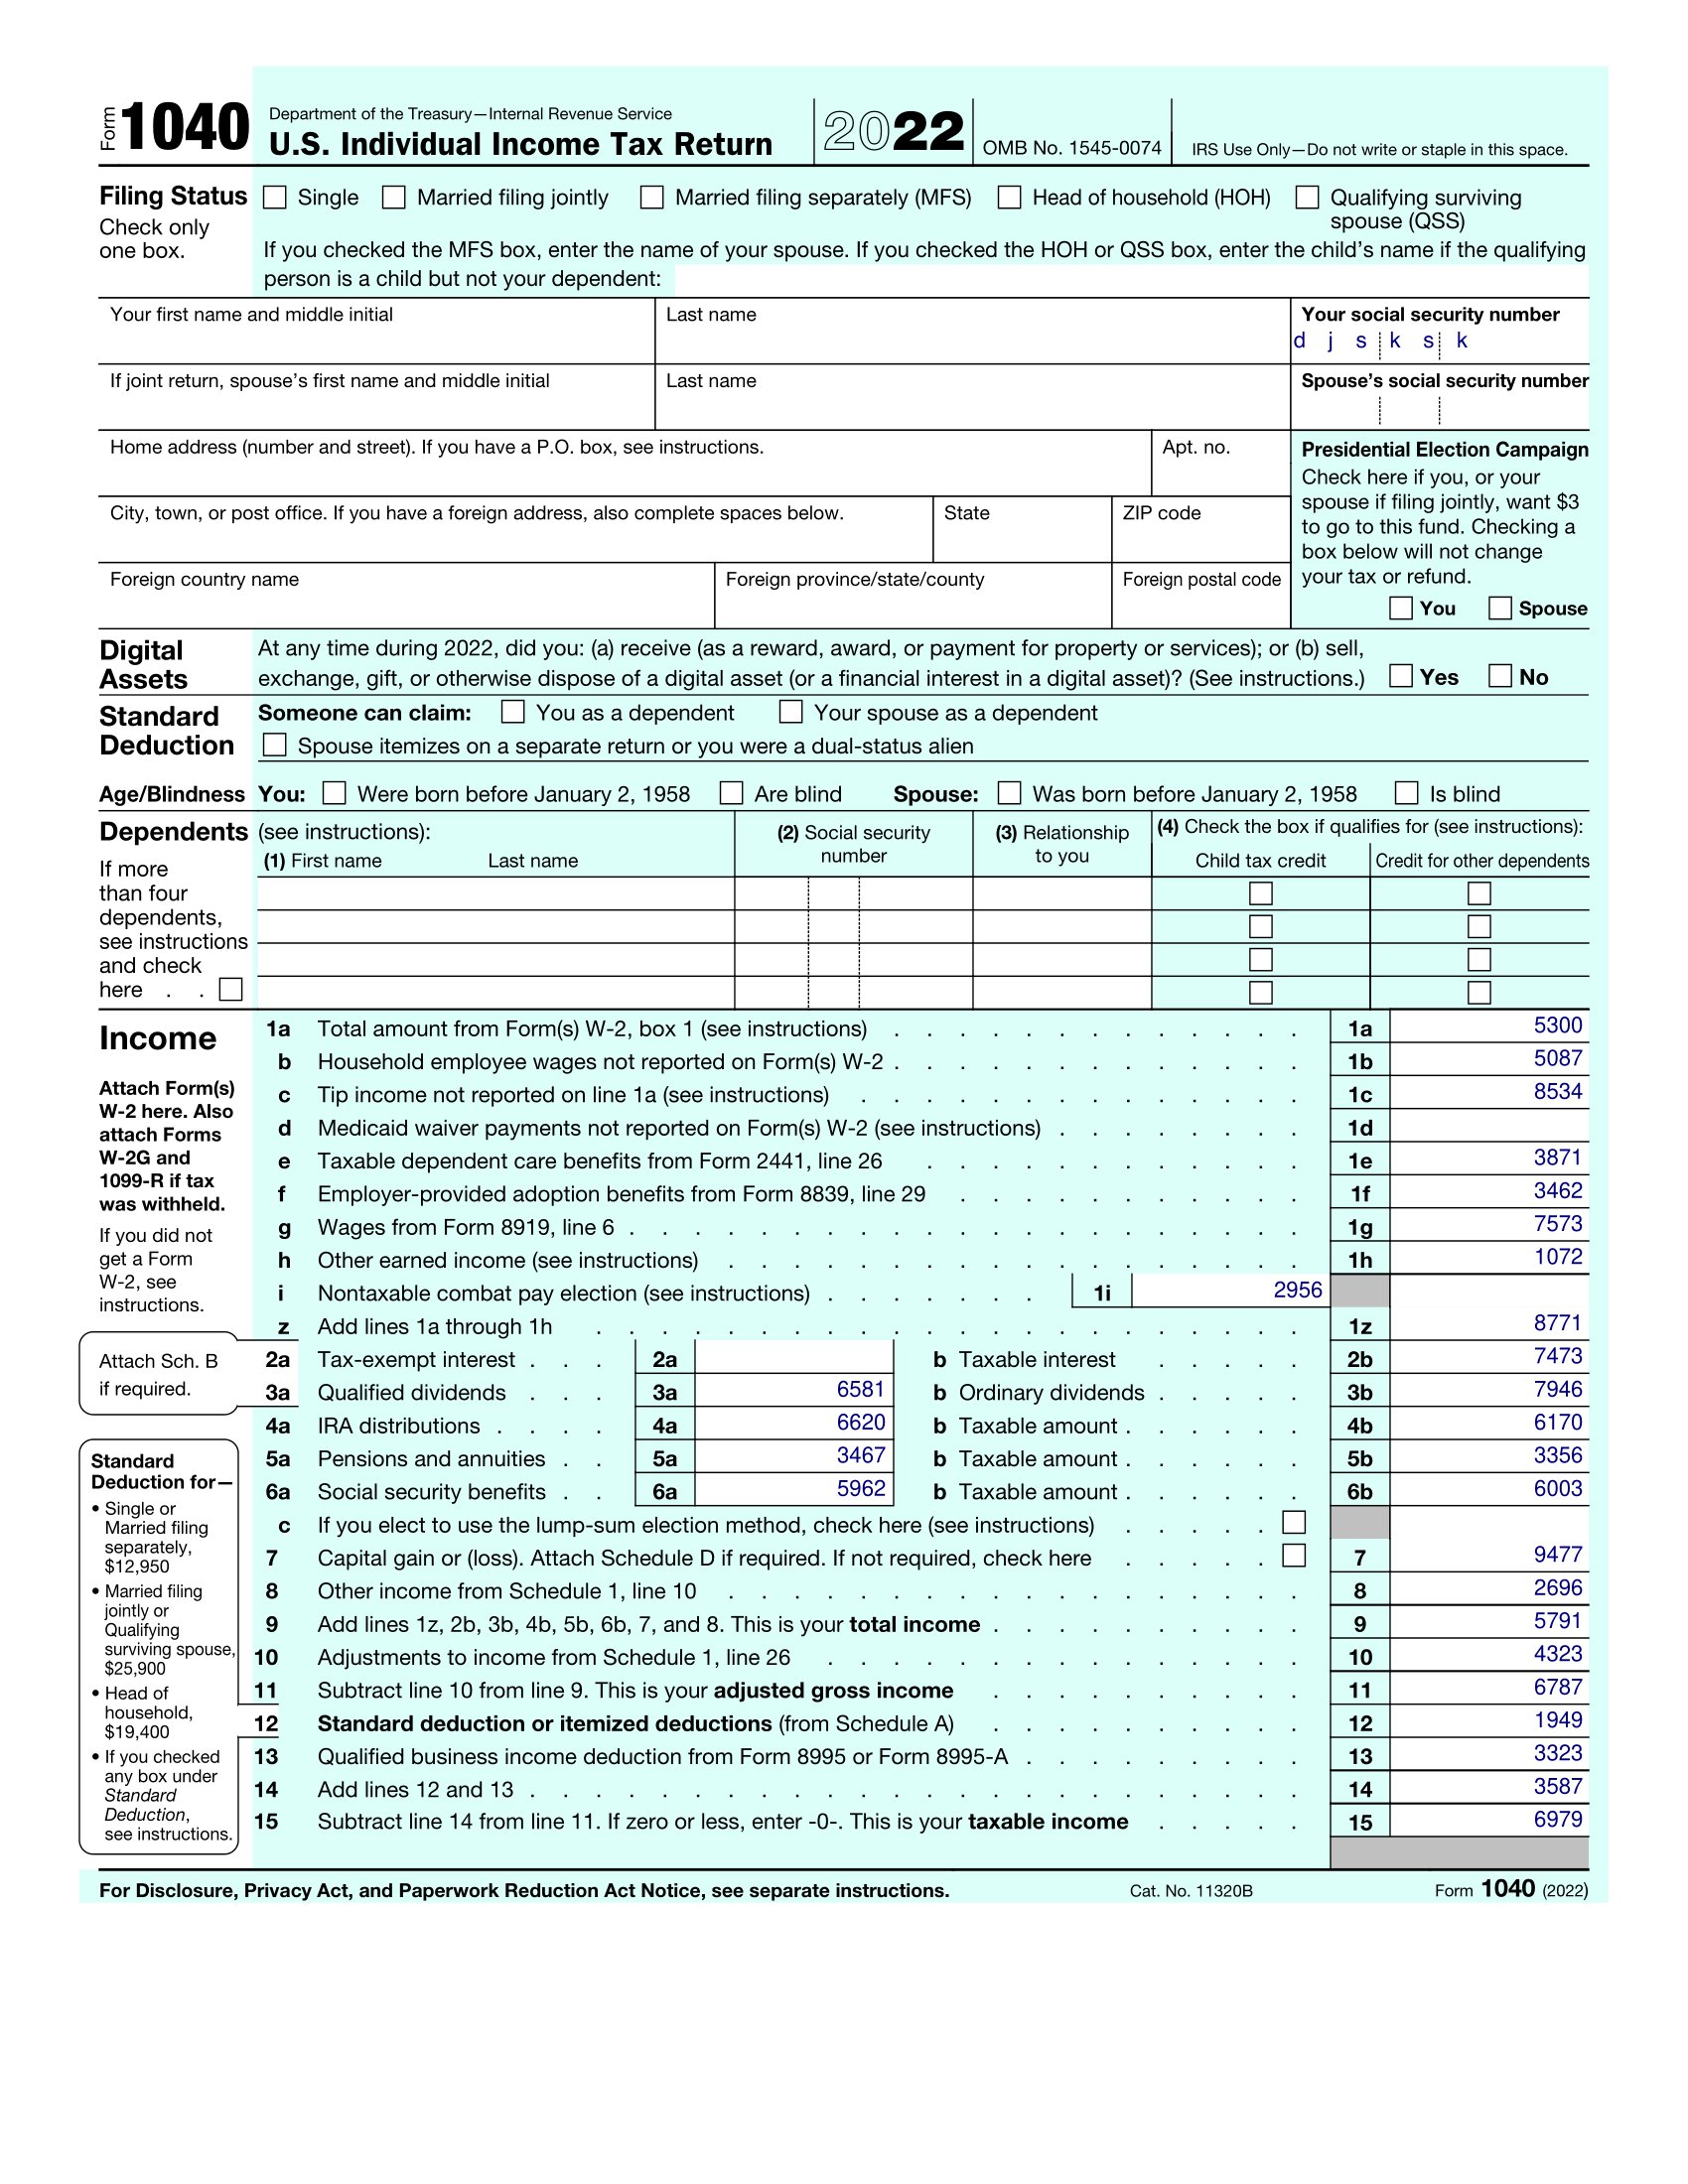 Form 1040 Department of the Treasury—Internal Revenue Service
U.S. Individual Income Tax Return 2022 OMB No. 1545-0074 IRS Use Only—Do not write or staple in this space.
Filing Status Single Married filing jointly Married filing separately (MFS) Head of household (HOH) Qualifying surviving
Check only spouse (QSS)
one box. If you checked the MFS box, enter the name of your spouse. If you checked the HOH or QSS box, enter the child's name if the qualifying
person is a child but not your dependent:
Your first name and middle initial Last name Your social security number
d j s k s k
If joint return, spouse's first name and middle initial Last name Spouse's social security number
Home address (number and street). If you have a P.O. box, see instructions. Apt. no.
City, town, or post office. If you have a foreign address, also complete spaces below. State ZIP code
Foreign country name Foreign province/state/county Foreign postal code
Presidential Election Campaign
Check here if you, or your
spouse if filing jointly, want $3
to go to this fund. Checking a
box below will not change
your tax or refund.
You Spouse
Digital Assets
At any time during 2022, did you: (a) receive (as a reward, award, or payment for property or services); or (b) sell,
exchange, gift, or otherwise dispose of a digital asset (or a financial interest in a digital asset)? (See instructions.) Yes No
Standard Deduction
Someone can claim: You as a dependent Your spouse as a dependent
Spouse itemizes on a separate return or you were a dual-status alien
Age/Blindness You: Were born before January 2, 1958 Are blind Spouse: Was born before January 2, 1958 Is blind
Dependents (see instructions): (2) Social security number (3) Relationship to you (4) Check the box if qualifies for (see instructions):
(1) First name Last name Child tax credit Credit for other dependents
If more
than four
dependents,
see instructions
and check
here . .
Income
Attach Form(s)
W-2 here. Also
attach Forms
W-2G and
1099-R if tax
was withheld.
If you did not
get a Form
W-2, see
instructions.
1a Total amount from Form(s) W-2, box 1 (see instructions) 1a 5300
b Household employee wages not reported on Form(s) W-2 1b 5087
c Tip income not reported on line 1a (see instructions) 1c 8534
d Medicaid waiver payments not reported on Form(s) W-2 (see instructions) 1d
e Taxable dependent care benefits from Form 2441, line 26 1e 3871
f Employer-provided adoption benefits from Form 8839, line 29 1f 3462
g Wages from Form 8919, line 6 1g 7573
h Other earned income (see instructions) 1h 1072
i Nontaxable combat pay election (see instructions) 1i 2956
z Add lines 1a through 1h 1z 8771
Attach Sch. B
if required.
2a Tax-exempt interest 2a b Taxable interest 2b 7473
3a Qualified dividends 3a 6581 b Ordinary dividends 3b 7946
4a IRA distributions 4a 6620 b Taxable amount 4b 6170
5a Pensions and annuities 5a 3467 b Taxable amount 5b 3356
6a Social security benefits 6a 5962 b Taxable amount 6b 6003
c If you elect to use the lump-sum election method, check here (see instructions)
7 Capital gain or (loss). Attach Schedule D if required. If not required, check here 7 9477
8 Other income from Schedule 1, line 10 8 2696
9 Add lines 1z, 2b, 3b, 4b, 5b, 6b, 7, and 8. This is your total income 9 5791
10 Adjustments to income from Schedule 1, line 26 10 4323
11 Subtract line 10 from line 9. This is your adjusted gross income 11 6787
12 Standard deduction or itemized deductions (from Schedule A) 12 1949
13 Qualified business income deduction from Form 8995 or Form 8995-A 13 3323
14 Add lines 12 and 13 14 3587
15 Subtract line 14 from line 11. If zero or less, enter -0-. This is your taxable income 15 6979
Standard
Deduction for—
• Single or
Married filing
separately,
$12,950
• Married filing
jointly or
Qualifying
surviving spouse,
$25,900
• Head of
household,
$19,400
• If you checked
any box under
Standard
Deduction,
see instructions.
For Disclosure, Privacy Act, and Paperwork Reduction Act Notice, see separate instructions. Cat. No. 11320B Form 1040 (2022)